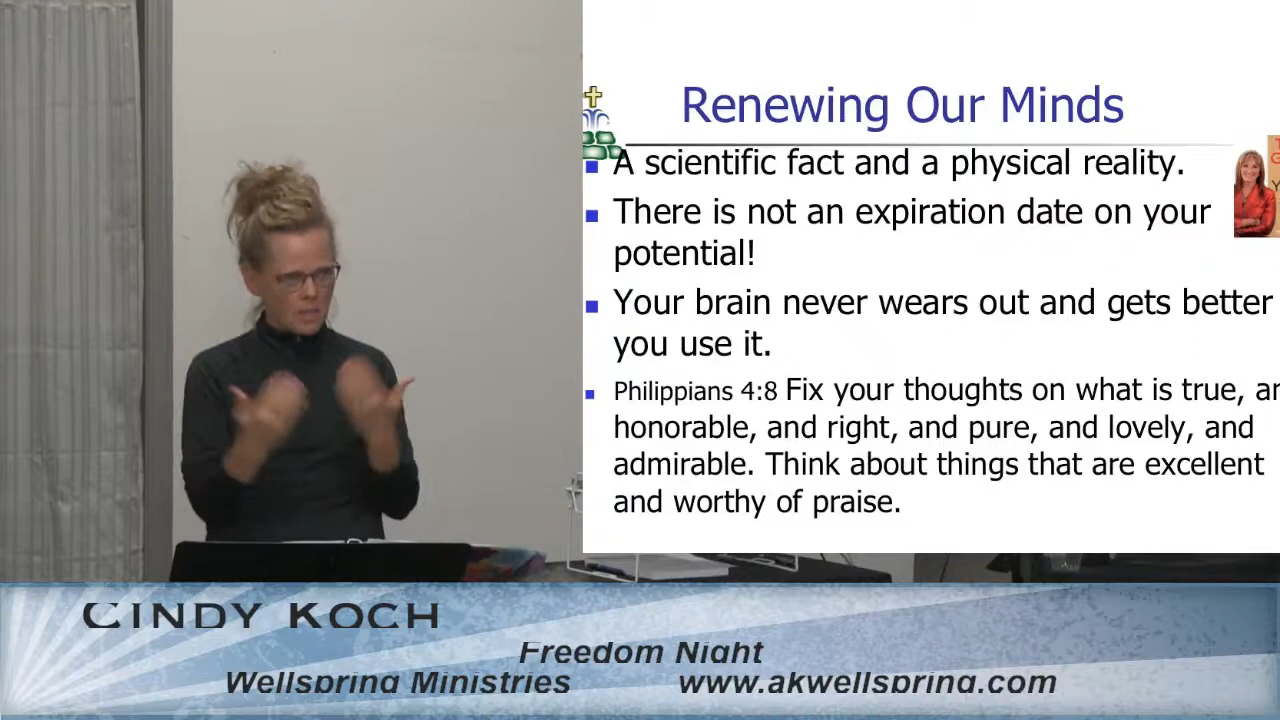 Renewing Our Minds
A scientific fact and a physical reality.
There is not an expiration date on your
potential!
Your brain never wears out and gets better
you use it.
Philippians 4:8 Fix your thoughts on what is true, an
honorable, and right, and pure, and lovely, and
admirable. Think about things that are excellent
and worthy of praise.
CINDY KOCH
Freedom Night
Wellspring Ministries www.akwellspring.com